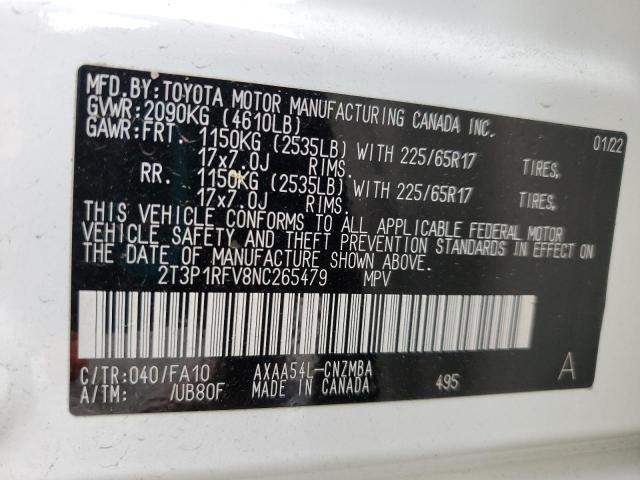 MFD.BY:TOYOTA MOTOR MANUFACTURING CANADA INC.
GVWR:2090KG (4610LB) 01/22
GAWR:FRT. 1150KG (2535LB) WITH 225/65R17 TIRES,
17x7.0J RIMS.
RR. 1150KG (2535LB) WITH 225/65R17 TIRES,
17x7.0J RIMS.
THIS VEHICLE CONFORMS TO ALL APPLICABLE FEDERAL MOTOR
VEHICLE SAFETY AND THEFT PREVENTION STANDARDS IN EFFECT ON
THE DATE OF MANUFACTURE SHOWN ABOVE.
2T3P1RFV8NC265479 MPV
C/TR:040/FA10 AXAA54L-CNZMBA A
A/TM: /UB80F MADE IN CANADA 495